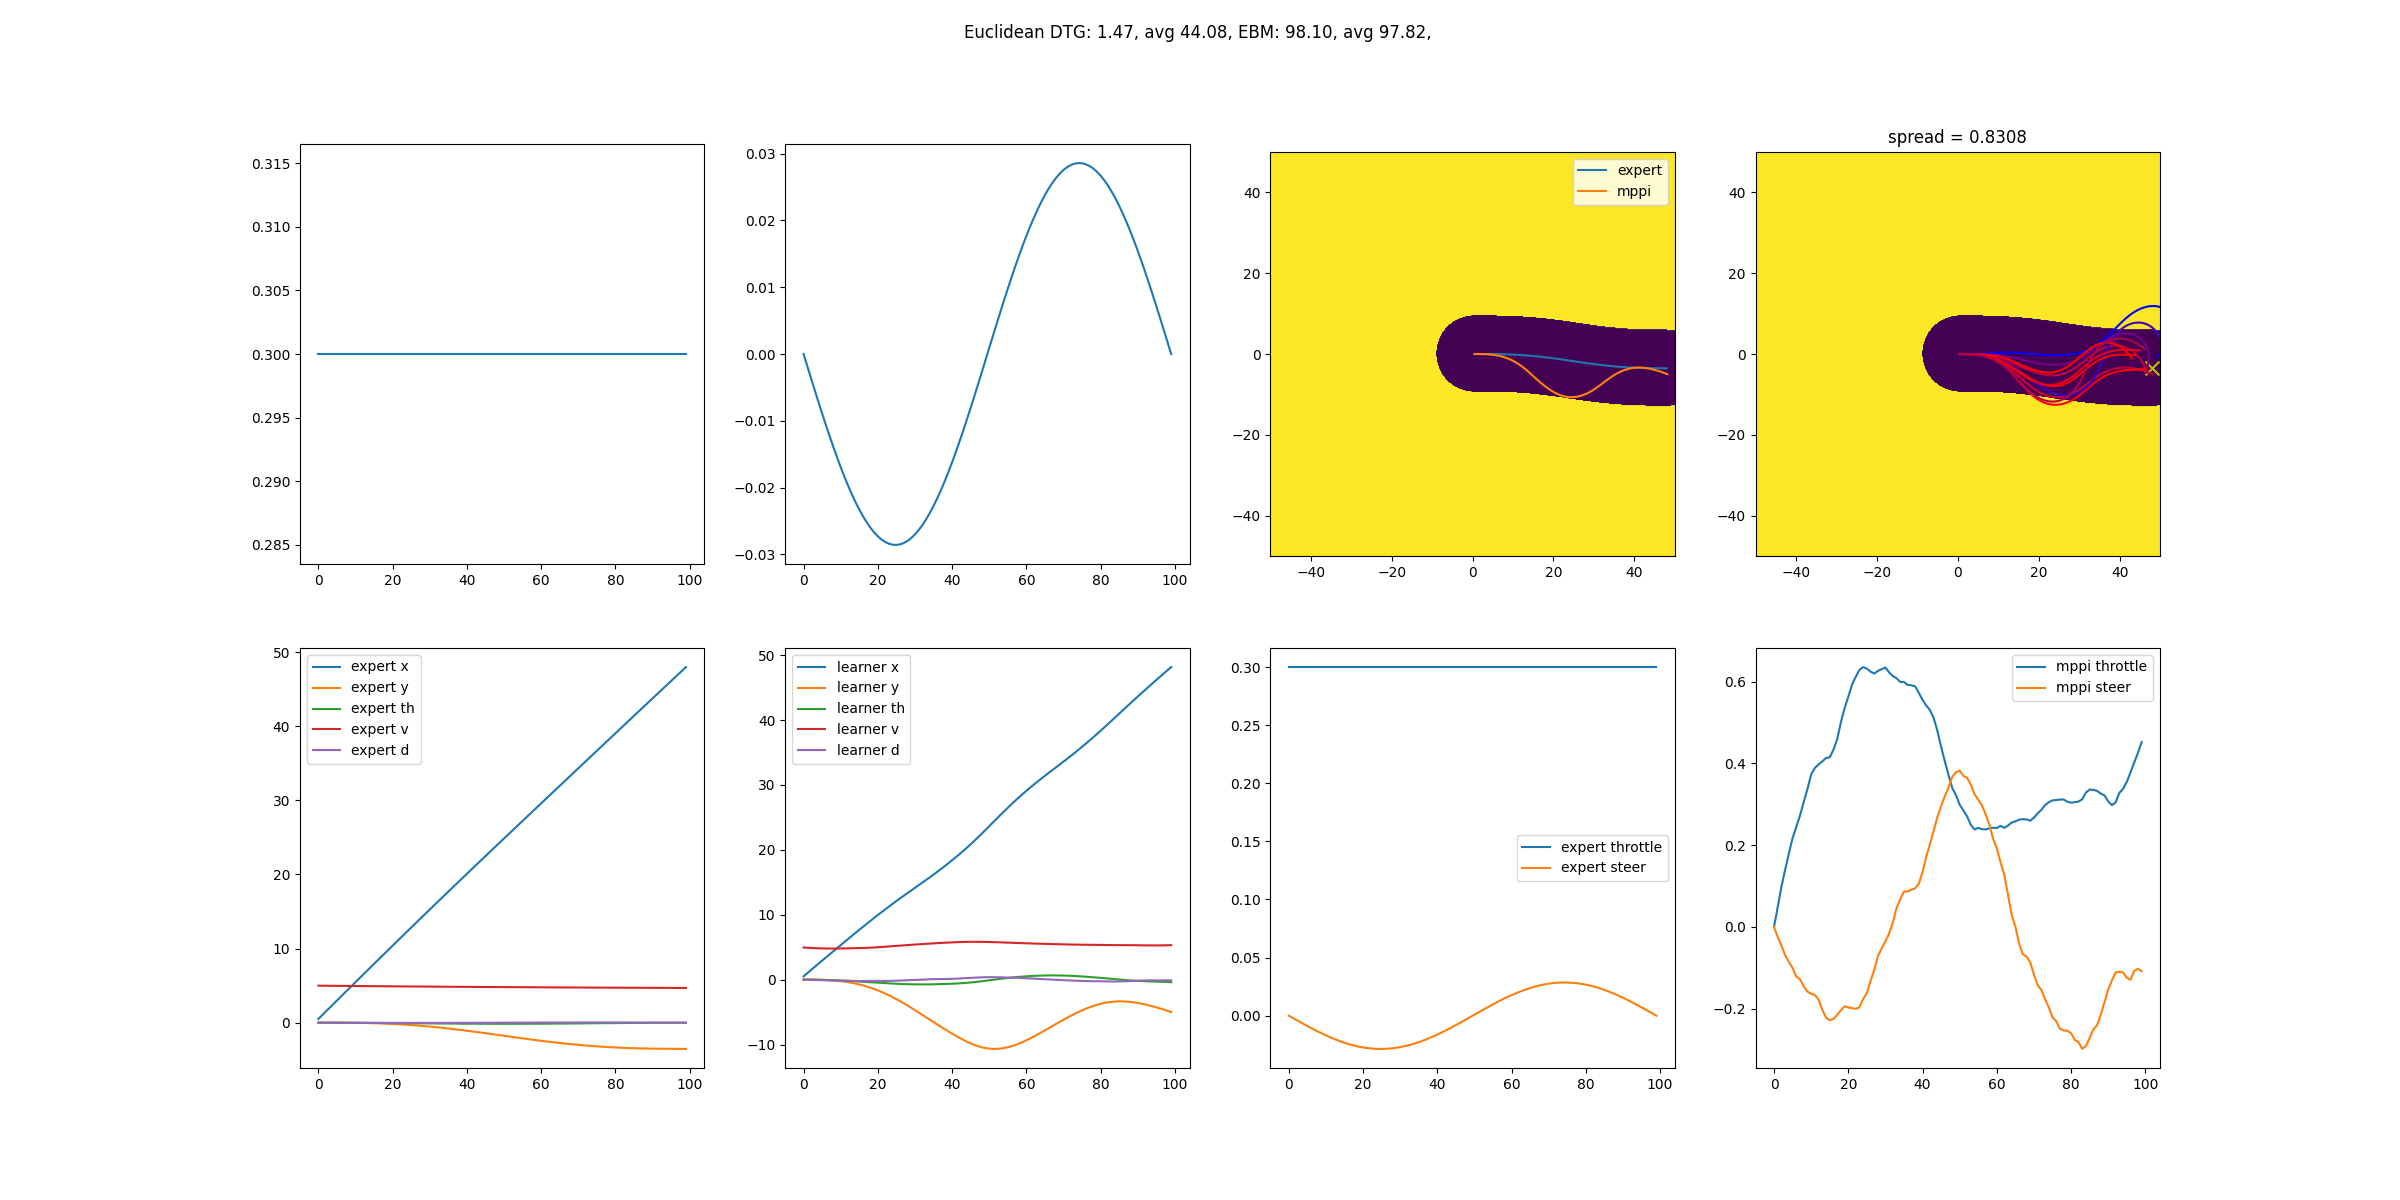 Euclidean DTG: 1.47, avg 44.08, EBM: 98.10, avg 97.82,
0.315
0.310
0.305
0.300
0.295
0.290
0.285
0 20 40 60 80 100
0.03
0.02
0.01
0.00
−0.01
−0.02
−0.03
0 20 40 60 80 100
expert
mppi
40
20
0
−20
−40
−40 −20 0 20 40
spread = 0.8308
40
20
0
−20
−40
−40 −20 0 20 40
expert x
expert y
expert th
expert v
expert d
50
40
30
20
10
0
0 20 40 60 80 100
learner x
learner y
learner th
learner v
learner d
50
40
30
20
10
0
−10
0 20 40 60 80 100
0.30
0.25
0.20
0.15
0.10
0.05
0.00
expert throttle
expert steer
0 20 40 60 80 100
mppi throttle
mppi steer
0.6
0.4
0.2
0.0
−0.2
0 20 40 60 80 100